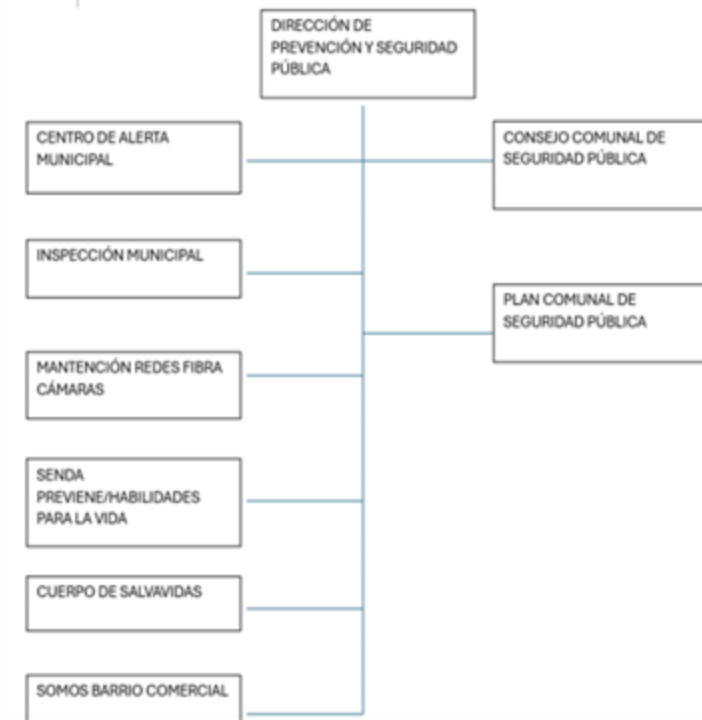 DIRECCIÓN DE
PREVENCIÓN Y SEGURIDAD
PÚBLICA
CENTRO DE ALERTA
MUNICIPAL
CONSEJO COMUNAL DE
SEGURIDAD PÚBLICA
INSPECCIÓN MUNICIPAL
PLAN COMUNAL DE
SEGURIDAD PÚBLICA
MANTENCIÓN REDES FIBRA
CÁMARAS
SENDA
PREVIENE/HABILIDADES
PARA LA VIDA
CUERPO DE SALVAVIDAS
SOMOS BARRIO COMERCIAL